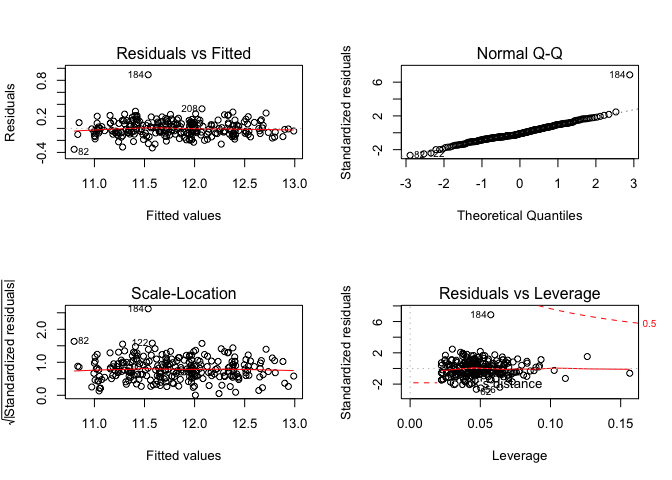 Residuals vs Fitted
Residuals
-0.4 0.2 0.8
184
208
82
11.0 11.5 12.0 12.5 13.0
Fitted values
Normal Q-Q
Standardized residuals
-2 2 6
184
82
-3 -2 -1 0 1 2 3
Theoretical Quantiles
Scale-Location
√|Standardized residuals|
0.0 1.0 2.0
184
82
122
11.0 11.5 12.0 12.5 13.0
Fitted values
Residuals vs Leverage
Standardized residuals
-2 2 6
184
0.5
distance
0.00 0.05 0.10 0.15
Leverage